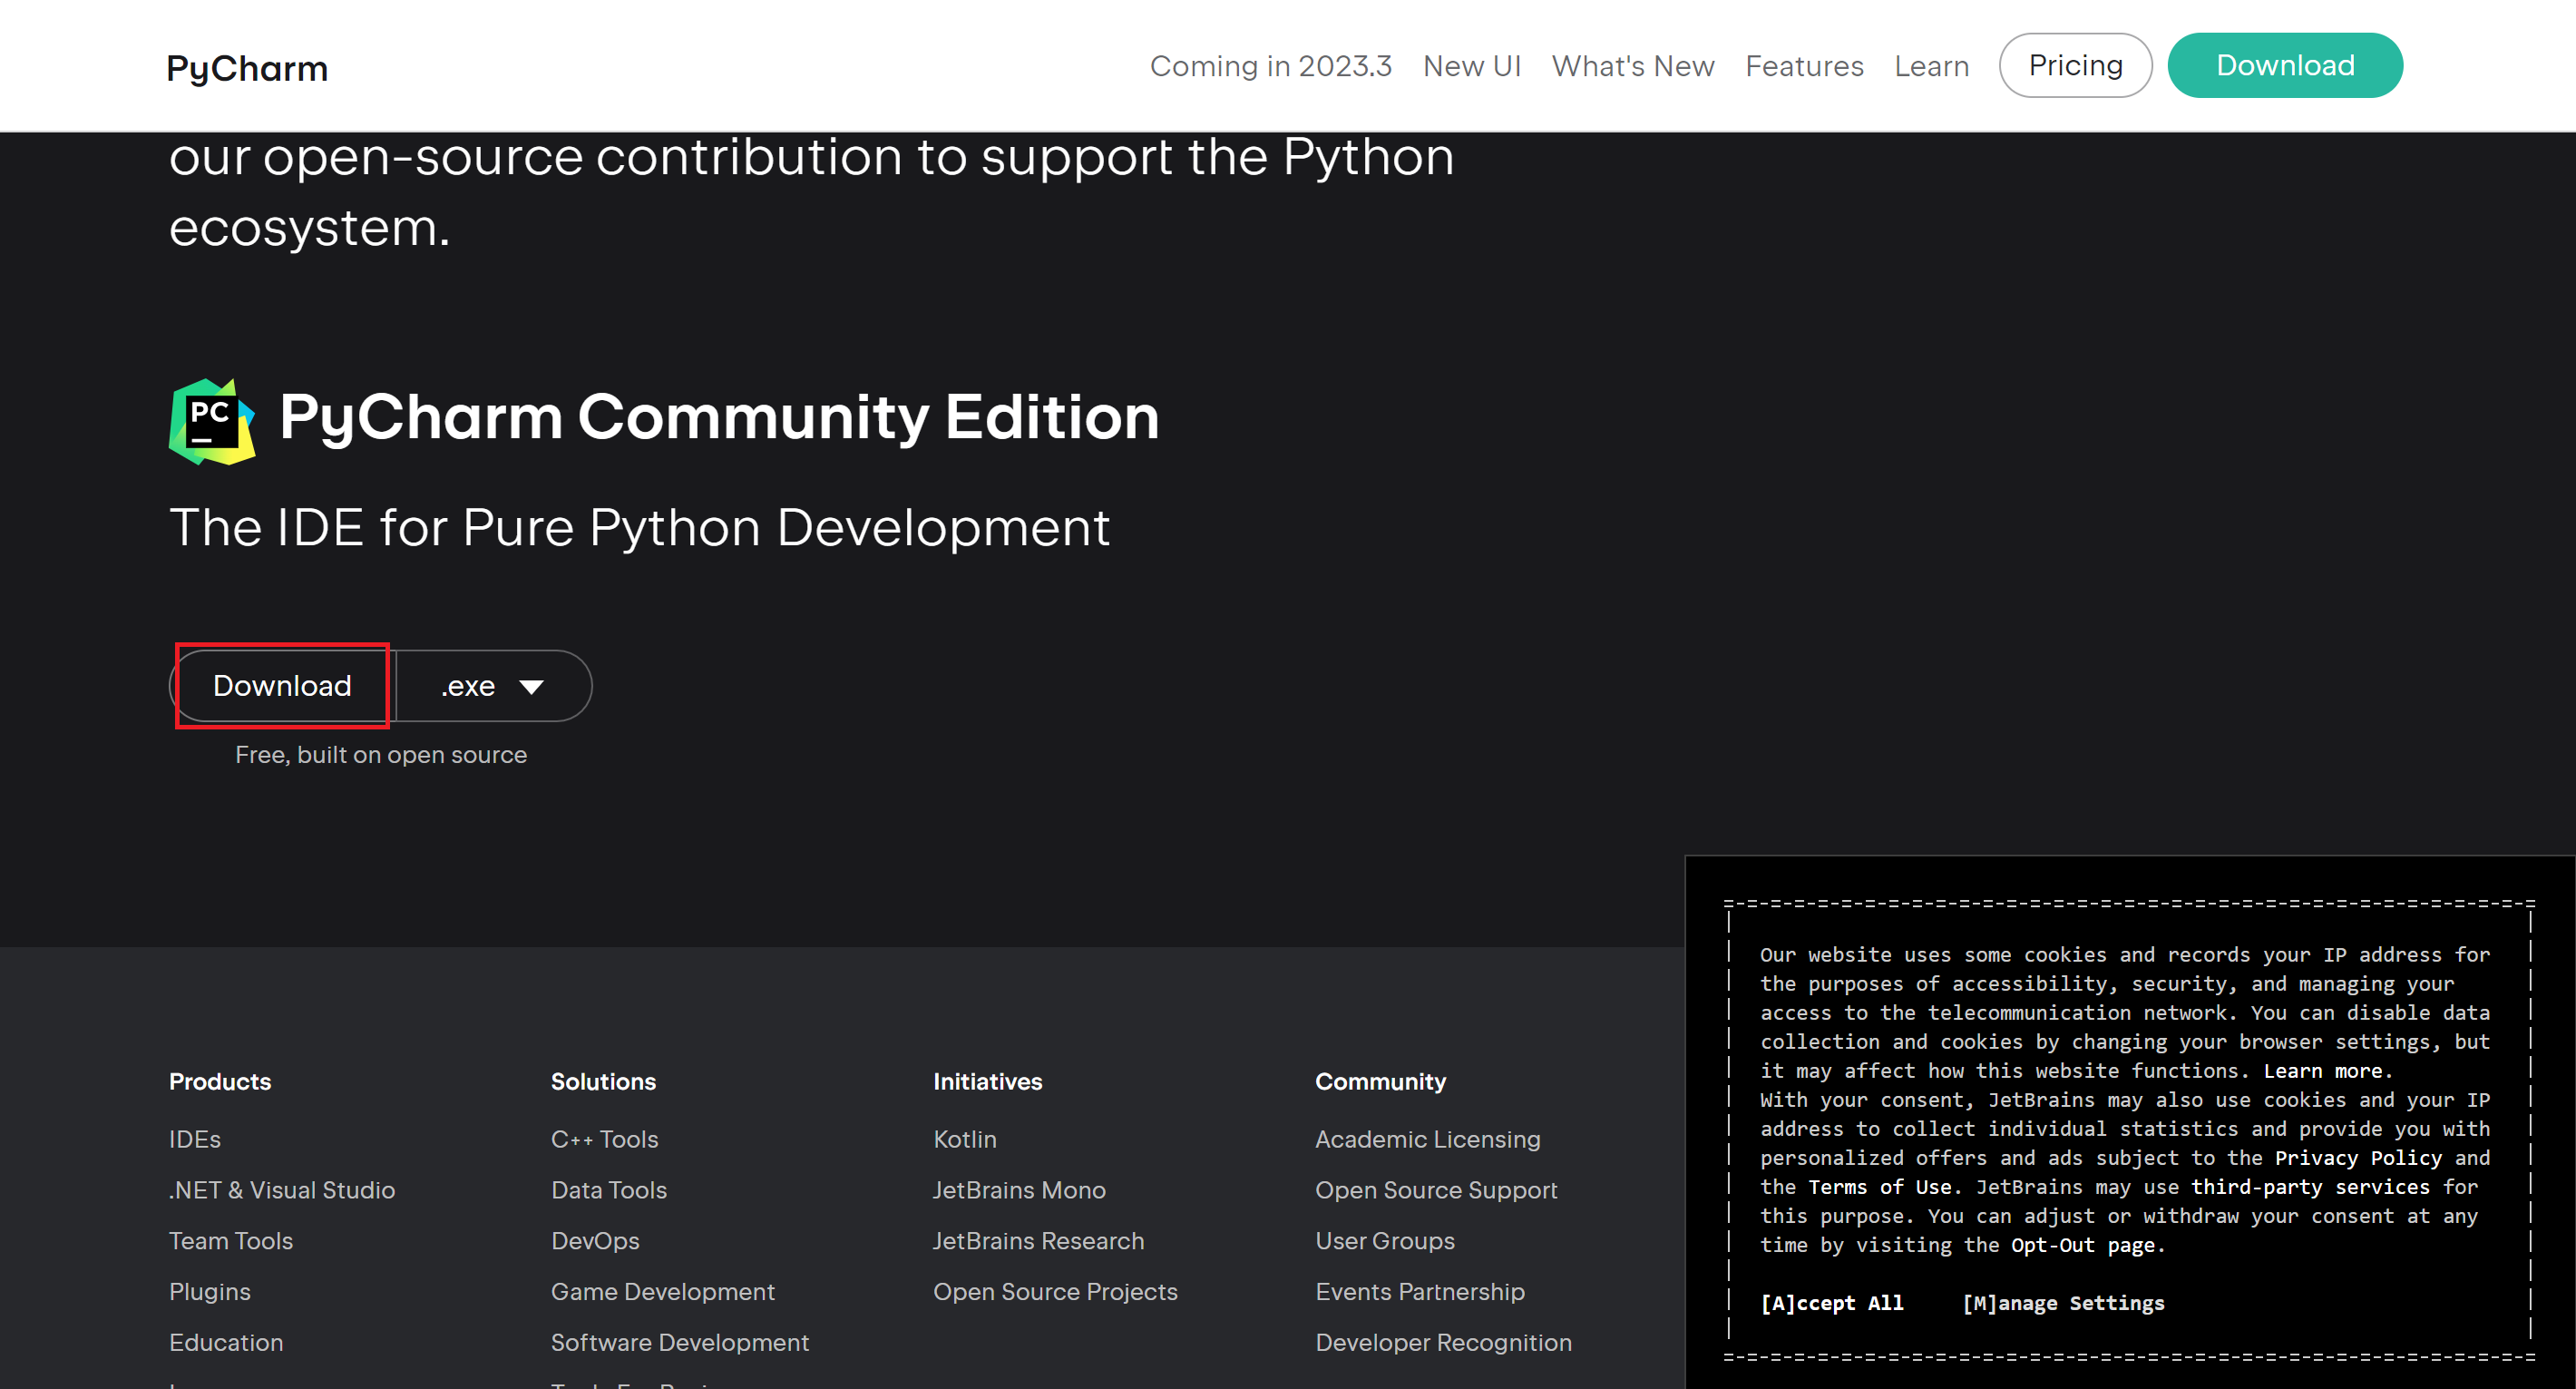 PyCharm
Coming in 2023.3 New UI What's New Features Learn Pricing Download
our open-source contribution to support the Python
ecosystem.
PC
PyCharm Community Edition
The IDE for Pure Python Development
Download .exe
Free, built on open source
Products
IDEs
.NET & Visual Studio
Team Tools
Plugins
Education
Solutions
C++ Tools
Data Tools
DevOps
Game Development
Software Development
Initiatives
Kotlin
JetBrains Mono
JetBrains Research
Open Source Projects
Community
Academic Licensing
Open Source Support
User Groups
Events Partnership
Developer Recognition
Our website uses some cookies and records your IP address for
the purposes of accessibility, security, and managing your
access to the telecommunication network. You can disable data
collection and cookies by changing your browser settings, but
it may affect how this website functions. Learn more.
With your consent, JetBrains may also use cookies and your IP
address to collect individual statistics and provide you with
personalized offers and ads subject to the Privacy Policy and
the Terms of Use. JetBrains may use third-party services for
this purpose. You can adjust or withdraw your consent at any
time by visiting the Opt-Out page.
[A]ccept All [M]anage Settings